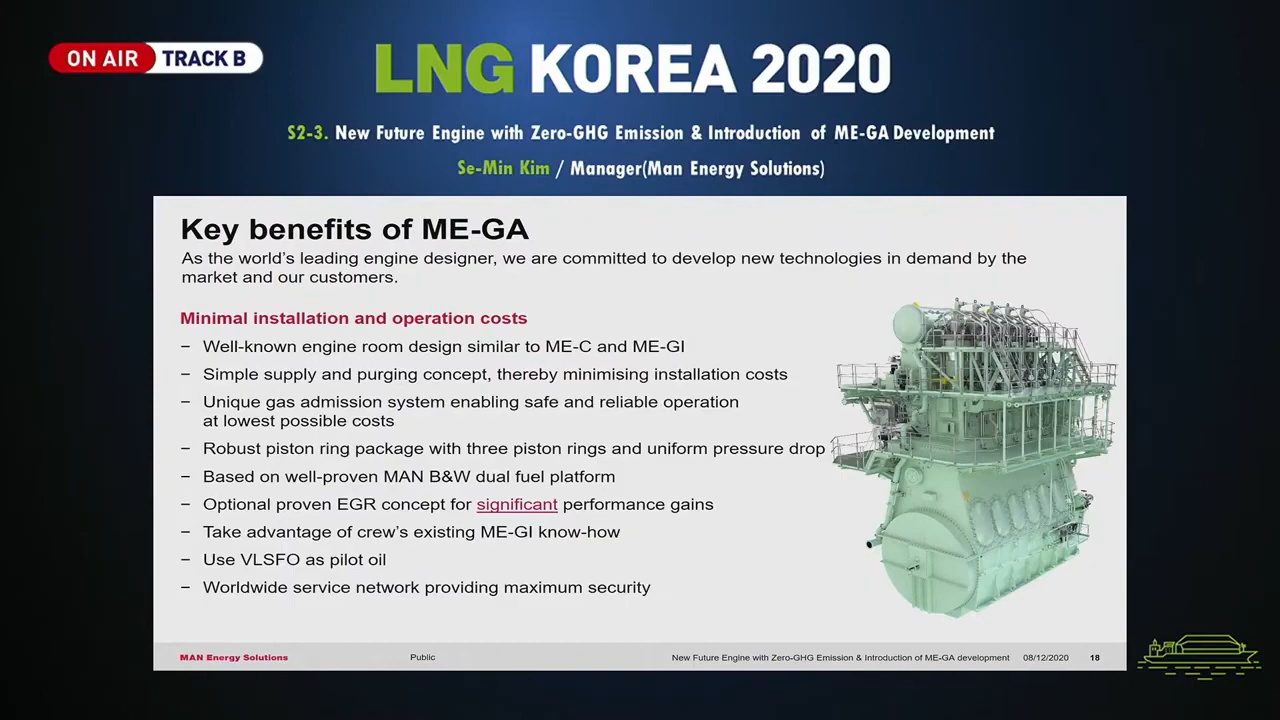 ON AIR TRACK B
LNG KOREA 2020
S2-3. New Future Engine with Zero-GHG Emission & Introduction of ME-GA Development
Se-Min Kim / Manager(Man Energy Solutions)
Key benefits of ME-GA
As the world's leading engine designer, we are committed to develop new technologies in demand by the
market and our customers.
Minimal installation and operation costs
− Well-known engine room design similar to ME-C and ME-GI
− Simple supply and purging concept, thereby minimising installation costs
− Unique gas admission system enabling safe and reliable operation
at lowest possible costs
− Robust piston ring package with three piston rings and uniform pressure drop
− Based on well-proven MAN B&W dual fuel platform
− Optional proven EGR concept for significant performance gains
− Take advantage of crew's existing ME-GI know-how
− Use VLSFO as pilot oil
− Worldwide service network providing maximum security
MAN Energy Solutions Public New Future Engine with Zero-GHG Emission & Introduction of ME-GA development 08/12/2020 18